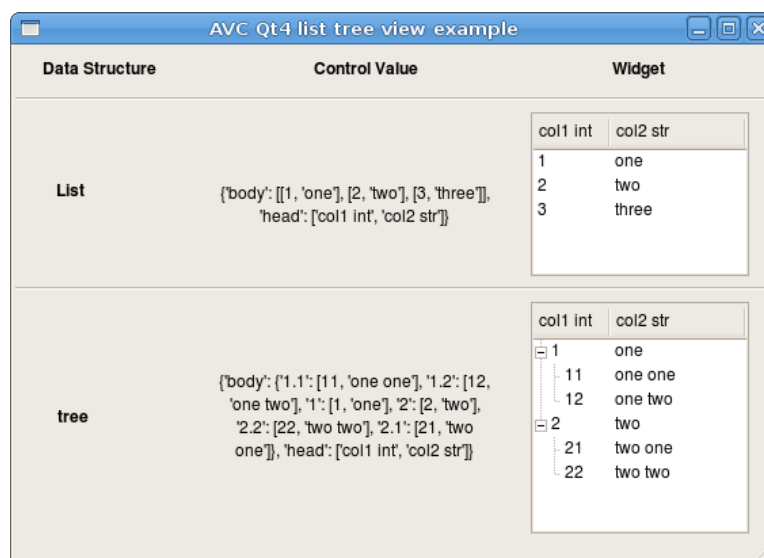 AVC Qt4 list tree view example
Data Structure Control Value Widget
col1 int col2 str
1 one
List {'body': [[1, 'one'], [2, 'two'], [3, 'three']],
'head': ['col1 int', 'col2 str']}
2 two
3 three
col1 int col2 str
1 one
11 one one
12 one two
tree {'body': {'1.1': [11, 'one one'], '1.2': [12,
'one two'], '1': [1, 'one'], '2': [2, 'two'],
'2.2': [22, 'two two'], '2.1': [21, 'two
one']}, 'head': ['col1 int', 'col2 str']}
2 two
21 two one
22 two two